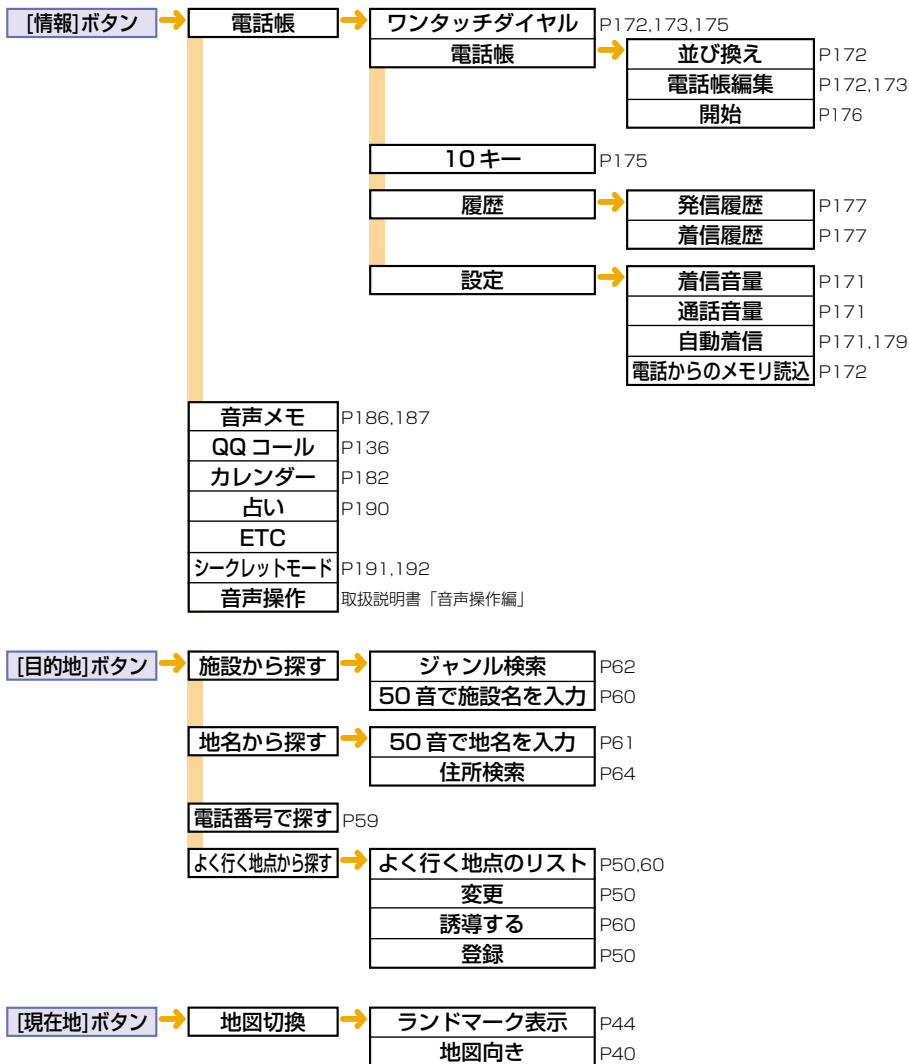 [情報]ボタン 電話帳 ワンタッチダイヤル P172,173,175
電話帳 並び換え P172
電話帳編集 P172,173
開始 P176
10キー P175
履歴 発信履歴 P177
着信履歴 P177
設定 着信音量 P171
通話音量 P171
自動着信 P171,179
電話からのメモリ読込 P172
音声メモ P186,187
QQコール P136
カレンダー P182
占い P190
ETC
シークレットモード P191,192
音声操作 取扱説明書「音声操作編」
[目的地]ボタン 施設から探す ジャンル検索 P62
50音で施設名を入力 P60
地名から探す 50音で地名を入力 P61
住所検索 P64
電話番号で探す P59
よく行く地点から探す よく行く地点のリスト P50,60
変更 P50
誘導する P60
登録 P50
[現在地]ボタン 地図切換 ランドマーク表示 P44
地図向き P40